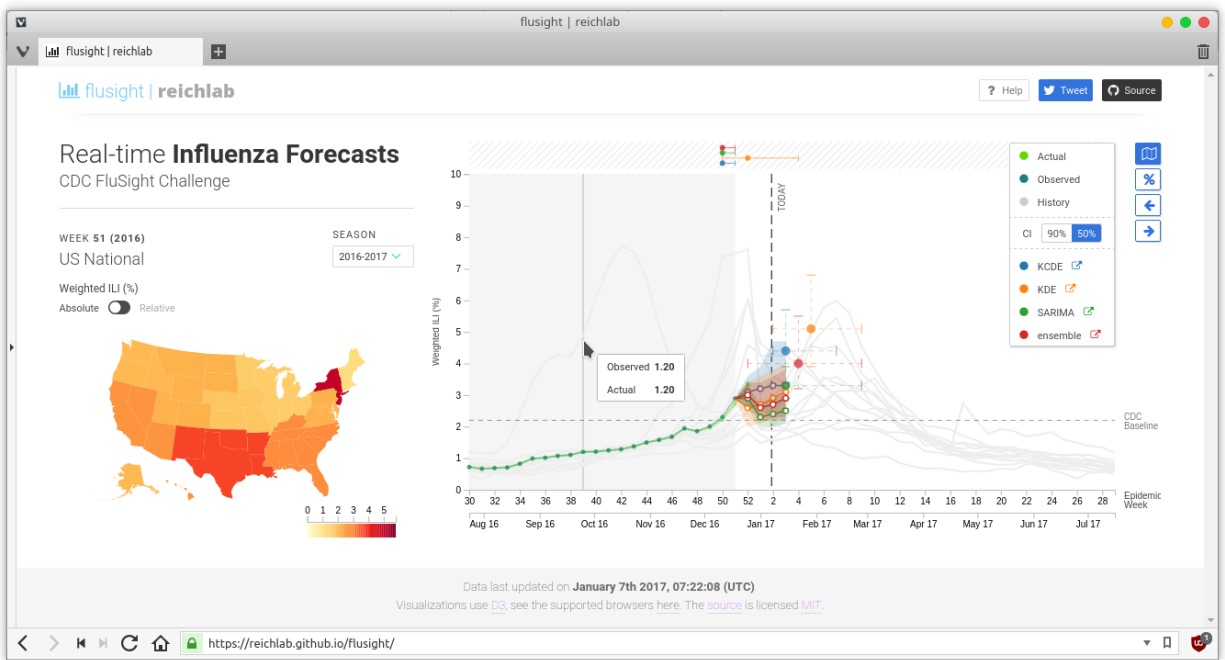 flusight | reichlab
flusight | reichlab
flusight | reichlab
? Help
Tweet
Source
Real-time Influenza Forecasts
CDC FluSight Challenge
WEEK 51 (2016)
US National
SEASON
2016-2017
Weighted ILI (%)
Absolute
Relative
0 1 2 3 4 5
Weighted ILI (%)
10
9
8
7
6
5
4
3
2
1
0
TODAY
Observed 1.20
Actual 1.20
CDC
Baseline
30 32 34 36 38 40 42 44 46 48 50 52 2 4 6 8 10 12 14 16 18 20 22 24 26 28
Epidemic
Week
Aug 16 Sep 16 Oct 16 Nov 16 Dec 16 Jan 17 Feb 17 Mar 17 Apr 17 May 17 Jun 17 Jul 17
Actual
Observed
History
CI 90% 50%
KCDE
KDE
SARIMA
ensemble
%
Data last updated on January 7th 2017, 07:22:08 (UTC)
Visualizations use D3, see the supported browsers here. The source is licensed MIT.
https://reichlab.github.io/flusight/
1